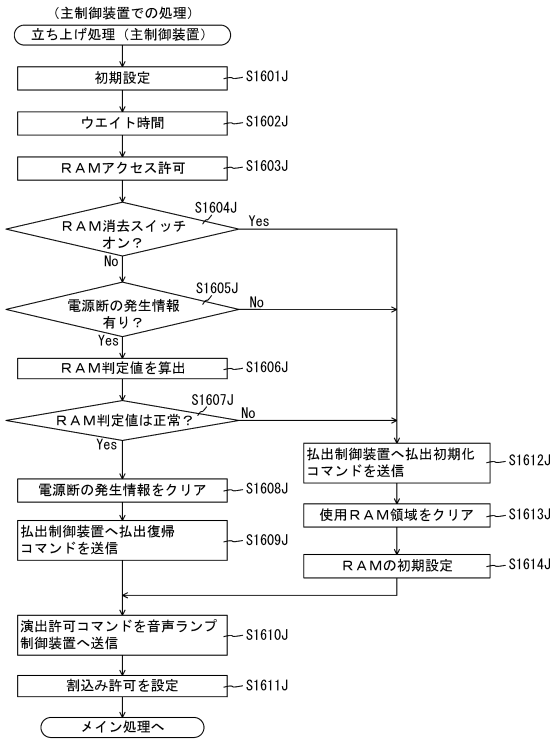 (主制御装置での処理)
立ち上げ処理(主制御装置)
初期設定
S1601J
ウエイト時間
S1602J
RAMアクセス許可
S1603J
S1604J
RAM消去スイッチ
オン?
Yes
No
S1605J
電源断の発生情報
有り?
No
Yes
RAM判定値を算出
S1606J
S1607J
RAM判定値は正常?
No
Yes
払出制御装置へ払出初期化
コマンドを送信
S1612J
電源断の発生情報をクリア
S1608J
使用RAM領域をクリア
S1613J
払出制御装置へ払出復帰
コマンドを送信
S1609J
RAMの初期設定
S1614J
演出許可コマンドを音声ランプ
制御装置へ送信
S1610J
割込み許可を設定
S1611J
メイン処理へ